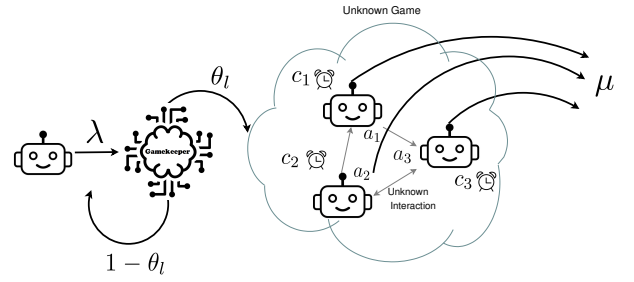 Unknown Game
θ_l
c_1
λ
Gamekeeper
a_1
μ
c_2
a_2
a_3
c_3
Unknown
Interaction
1 − θ_l